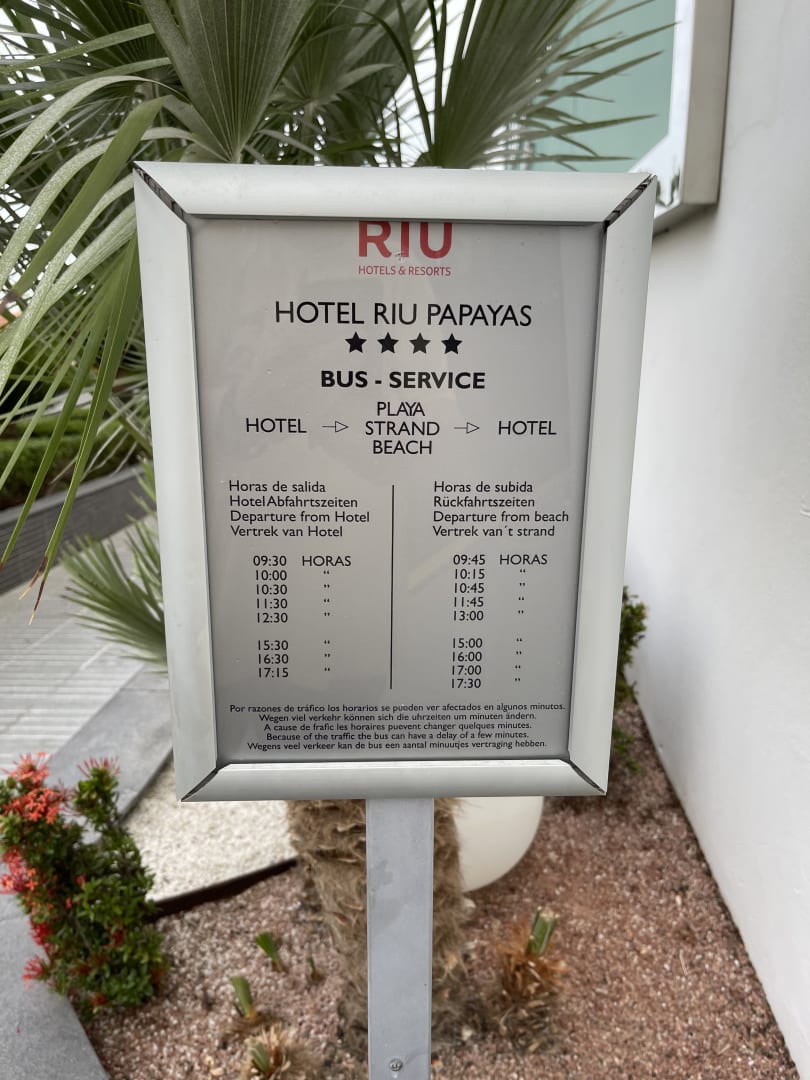 RIU
HOTELS & RESORTS
HOTEL RIU PAPAYAS
BUS - SERVICE
HOTEL PLAYA STRAND BEACH HOTEL
Horas de salida
Hotel Abfahrtszeiten
Departure from Hotel
Vertrek van Hotel
09:30 HORAS
10:00 “
10:30 ”
11:30 “
12:30 ”
15:30 “
16:30 ”
17:15 “
Horas de subida
Rückfahrtszeiten
Departure from beach
Vertrek van´t strand
09:45 HORAS
10:15 “
10:45 ”
11:45 “
13:00 ”
15:00 “
16:00 ”
17:00 “
17:30 ”
Por razones de tráfico los horarios se pueden ver afectados en algunos minutos.
Wegen viel verkehr können sich die uhrzeiten um minuten ändern.
A cause de frafic les horaires puevent changer quelques minutes.
Because of the traffic the bus can have a delay of a few minutes.
Wegens veel verkeer kan de bus een aantal minuutjes vertraging hebben.